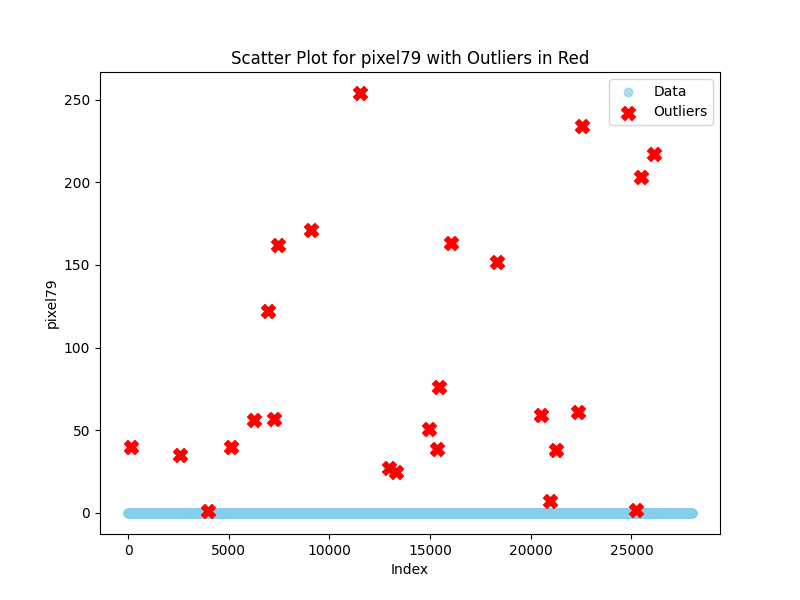 Scatter Plot for pixel79 with Outliers in Red
Data
Outliers
250
200
150
100
50
0
pixel79
0 5000 10000 15000 20000 25000
Index